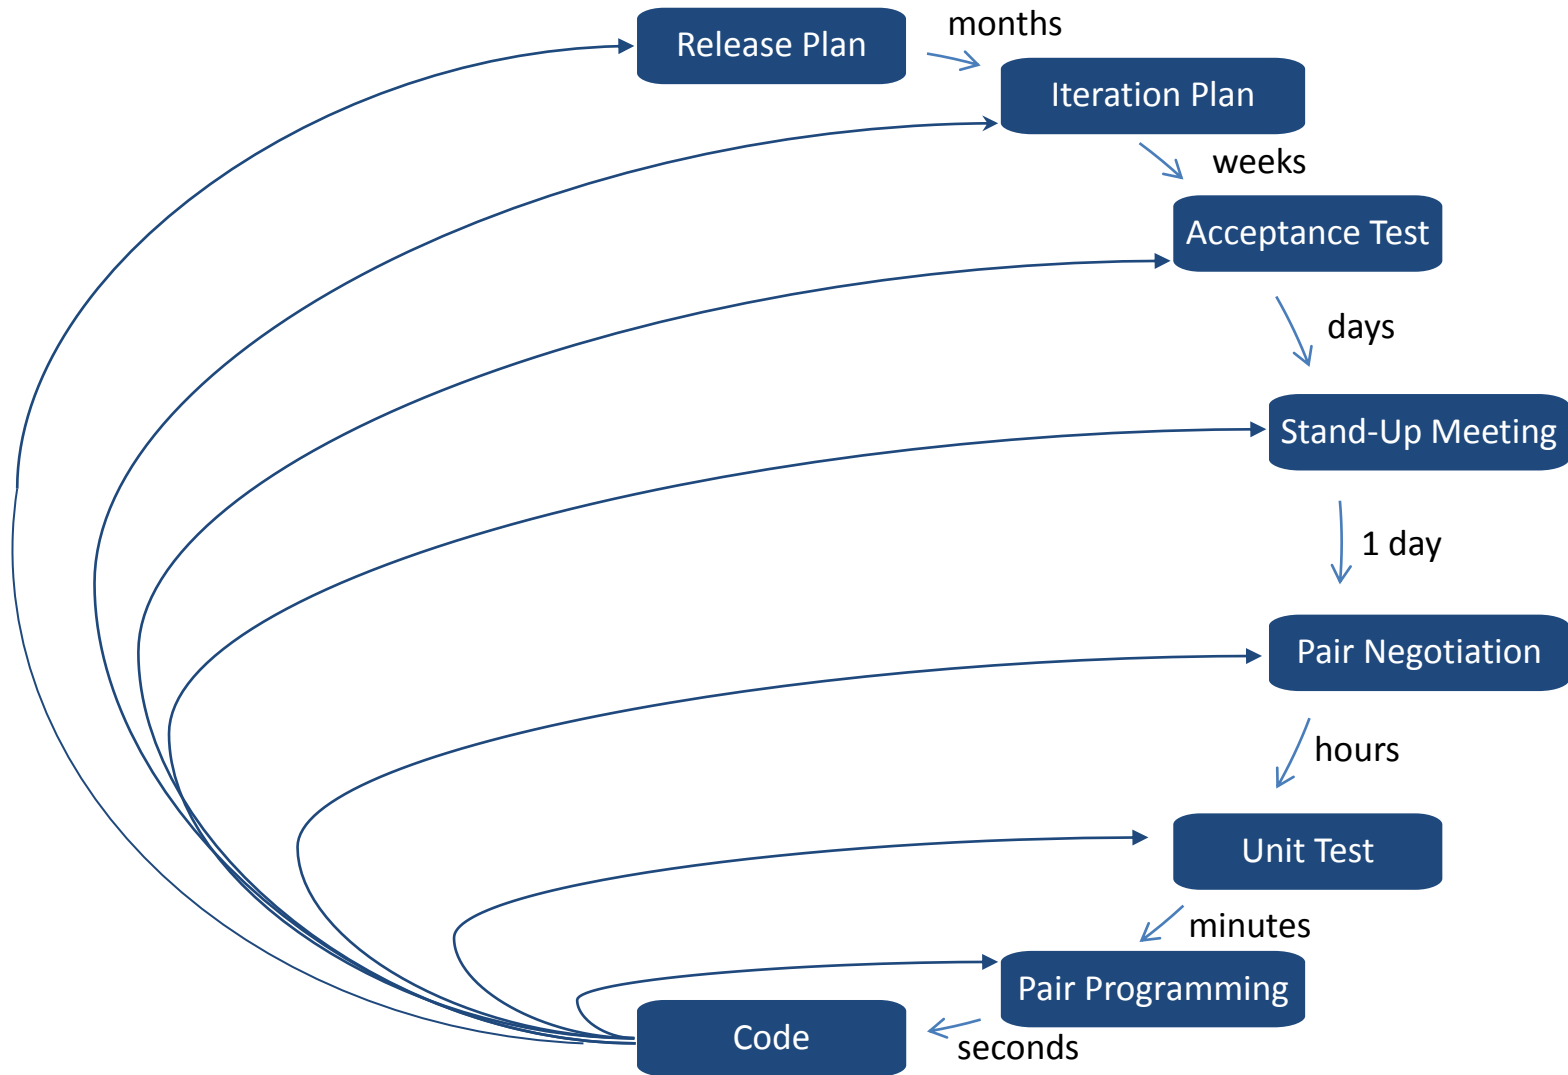 Release Plan
months
Iteration Plan
weeks
Acceptance Test
days
Stand-Up Meeting
1 day
Pair Negotiation
hours
Unit Test
minutes
Pair Programming
seconds
Code